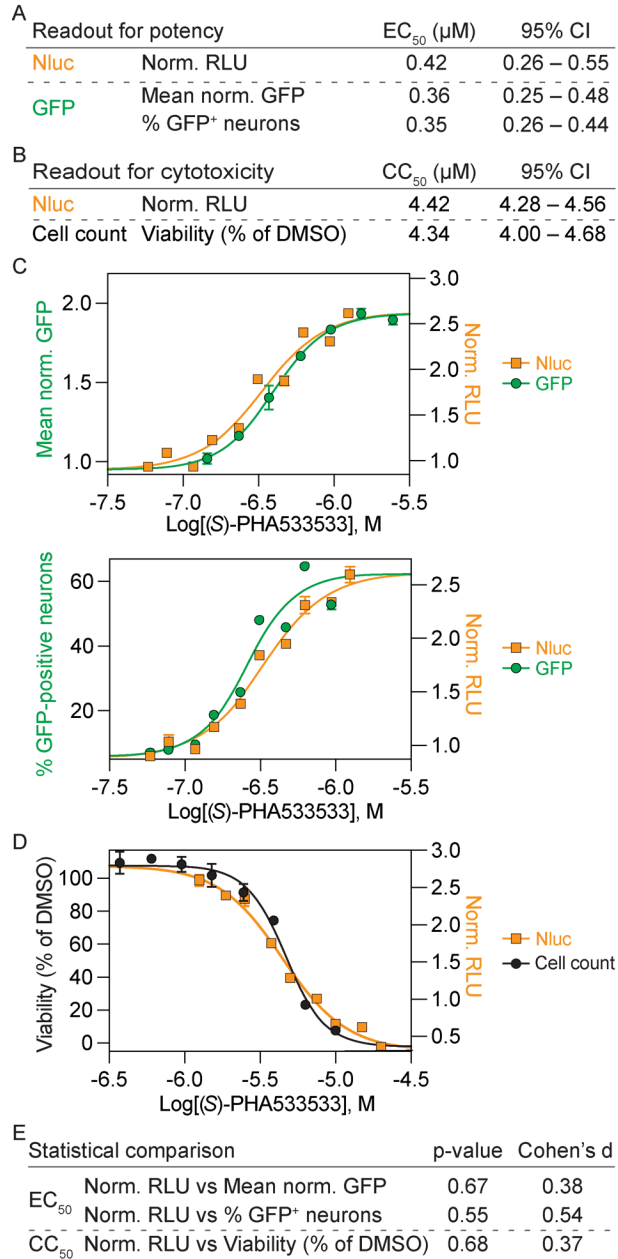 A
Readout for potency EC50 (µM) 95% CI
Nluc Norm. RLU 0.42 0.26 – 0.55
GFP Mean norm. GFP 0.36 0.25 – 0.48
% GFP+ neurons 0.35 0.26 – 0.44
B
Readout for cytotoxicity CC50 (µM) 95% CI
Nluc Norm. RLU 4.42 4.28 – 4.56
Cell count Viability (% of DMSO) 4.34 4.00 – 4.68
C
Mean norm. GFP
2.0
1.5
1.0
3.0
2.5
2.0
1.5
1.0
Norm. RLU
Nluc
GFP
-7.5 -7.0 -6.5 -6.0 -5.5
Log[(S)-PHA533533], M
% GFP-positive neurons
60
40
20
2.5
2.0
1.5
1.0
Norm. RLU
Nluc
GFP
-7.5 -7.0 -6.5 -6.0 -5.5
Log[(S)-PHA533533], M
D
Viability (% of DMSO)
100
80
60
40
20
0
3.0
2.5
2.0
1.5
1.0
0.5
Norm. RLU
Nluc
Cell count
-6.5 -6.0 -5.5 -5.0 -4.5
Log[(S)-PHA533533], M
E
Statistical comparison p-value Cohen's d
EC50 Norm. RLU vs Mean norm. GFP 0.67 0.38
Norm. RLU vs % GFP+ neurons 0.55 0.54
CC50 Norm. RLU vs Viability (% of DMSO) 0.68 0.37